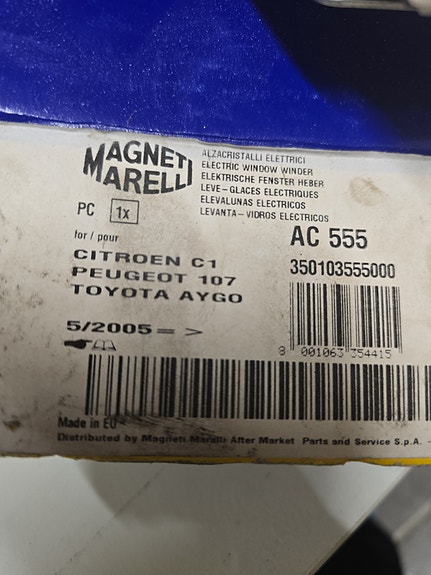 MAGNETI
MARELLI
ALZACRISTALLI ELETTRICI
ELECTRIC WINDOW WINDER
ELEKTRISCHE FENSTER HEBER
LEVE-GLACES ELECTRIQUES
ELEVALUNAS ELECTRICOS
LEVANTA-VIDROS ELECTRICOS
PC 1x
for / pour
CITROEN C1
PEUGEOT 107
TOYOTA AYGO
5/2005 = >
AC 555
350103555000
8 001063 354415
Made in EU
Distributed by Magneti Marelli After Market Parts and Service S.p.A. -